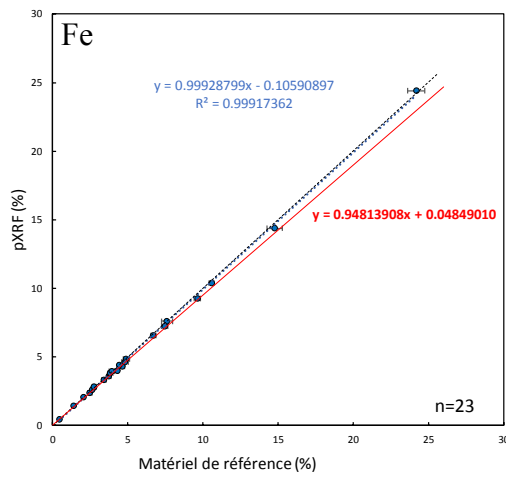 Fe
y = 0.99928799x - 0.10590897
R² = 0.99917362
y = 0.94813908x + 0.04849010
n=23
pXRF (%)
30
25
20
15
10
5
0
0 5 10 15 20 25 30
Matériel de référence (%)